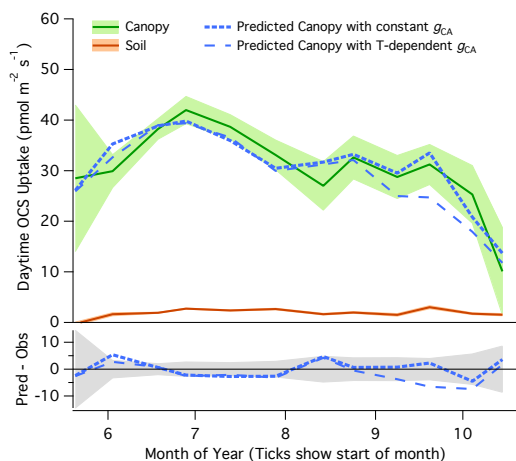 Canopy
Soil
Predicted Canopy with constant gCA
Predicted Canopy with T-dependent gCA
Daytime OCS Uptake (pmol m⁻² s⁻¹)
60
50
40
30
20
10
0
Pred - Obs
10
0
-10
6
7
8
9
10
Month of Year (Ticks show start of month)